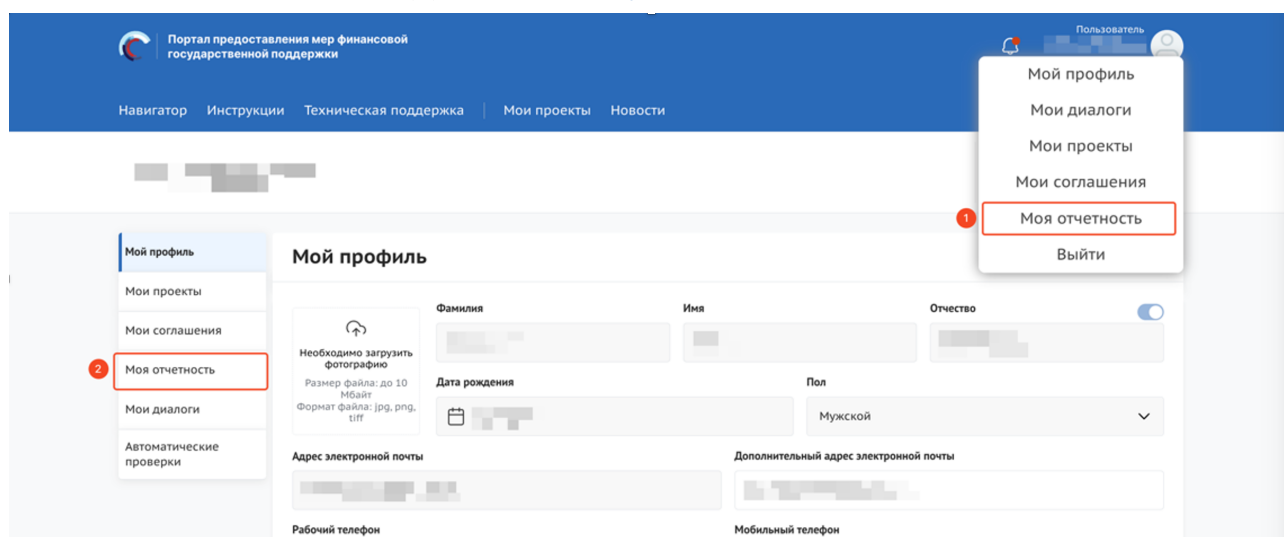 Портал предоставления мер финансовой
государственной поддержки
Пользователь
Навигатор Инструкции Техническая поддержка Мои проекты Новости
Мой профиль
Мои диалоги
Мои проекты
Мои соглашения
1 Моя отчетность
Выйти
Мой профиль
Мои проекты
Мои соглашения
2 Моя отчетность
Мои диалоги
Автоматические
проверки
Мой профиль
Необходимо загрузить
фотографию
Размер файла: до 10
Мбайт
Формат файла: jpg, png,
tiff
Фамилия Имя Отчество
Дата рождения Пол
Мужской
Адрес электронной почты Дополнительный адрес электронной почты
Рабочий телефон Мобильный телефон